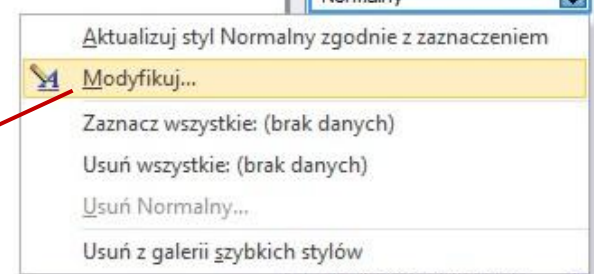 Normalny
Aktualizuj styl Normalny zgodnie z zaznaczeniem
Modyfikuj...
Zaznacz wszystkie: (brak danych)
Usuń wszystkie: (brak danych)
Usuń Normalny...
Usuń z galerii szybkich stylów